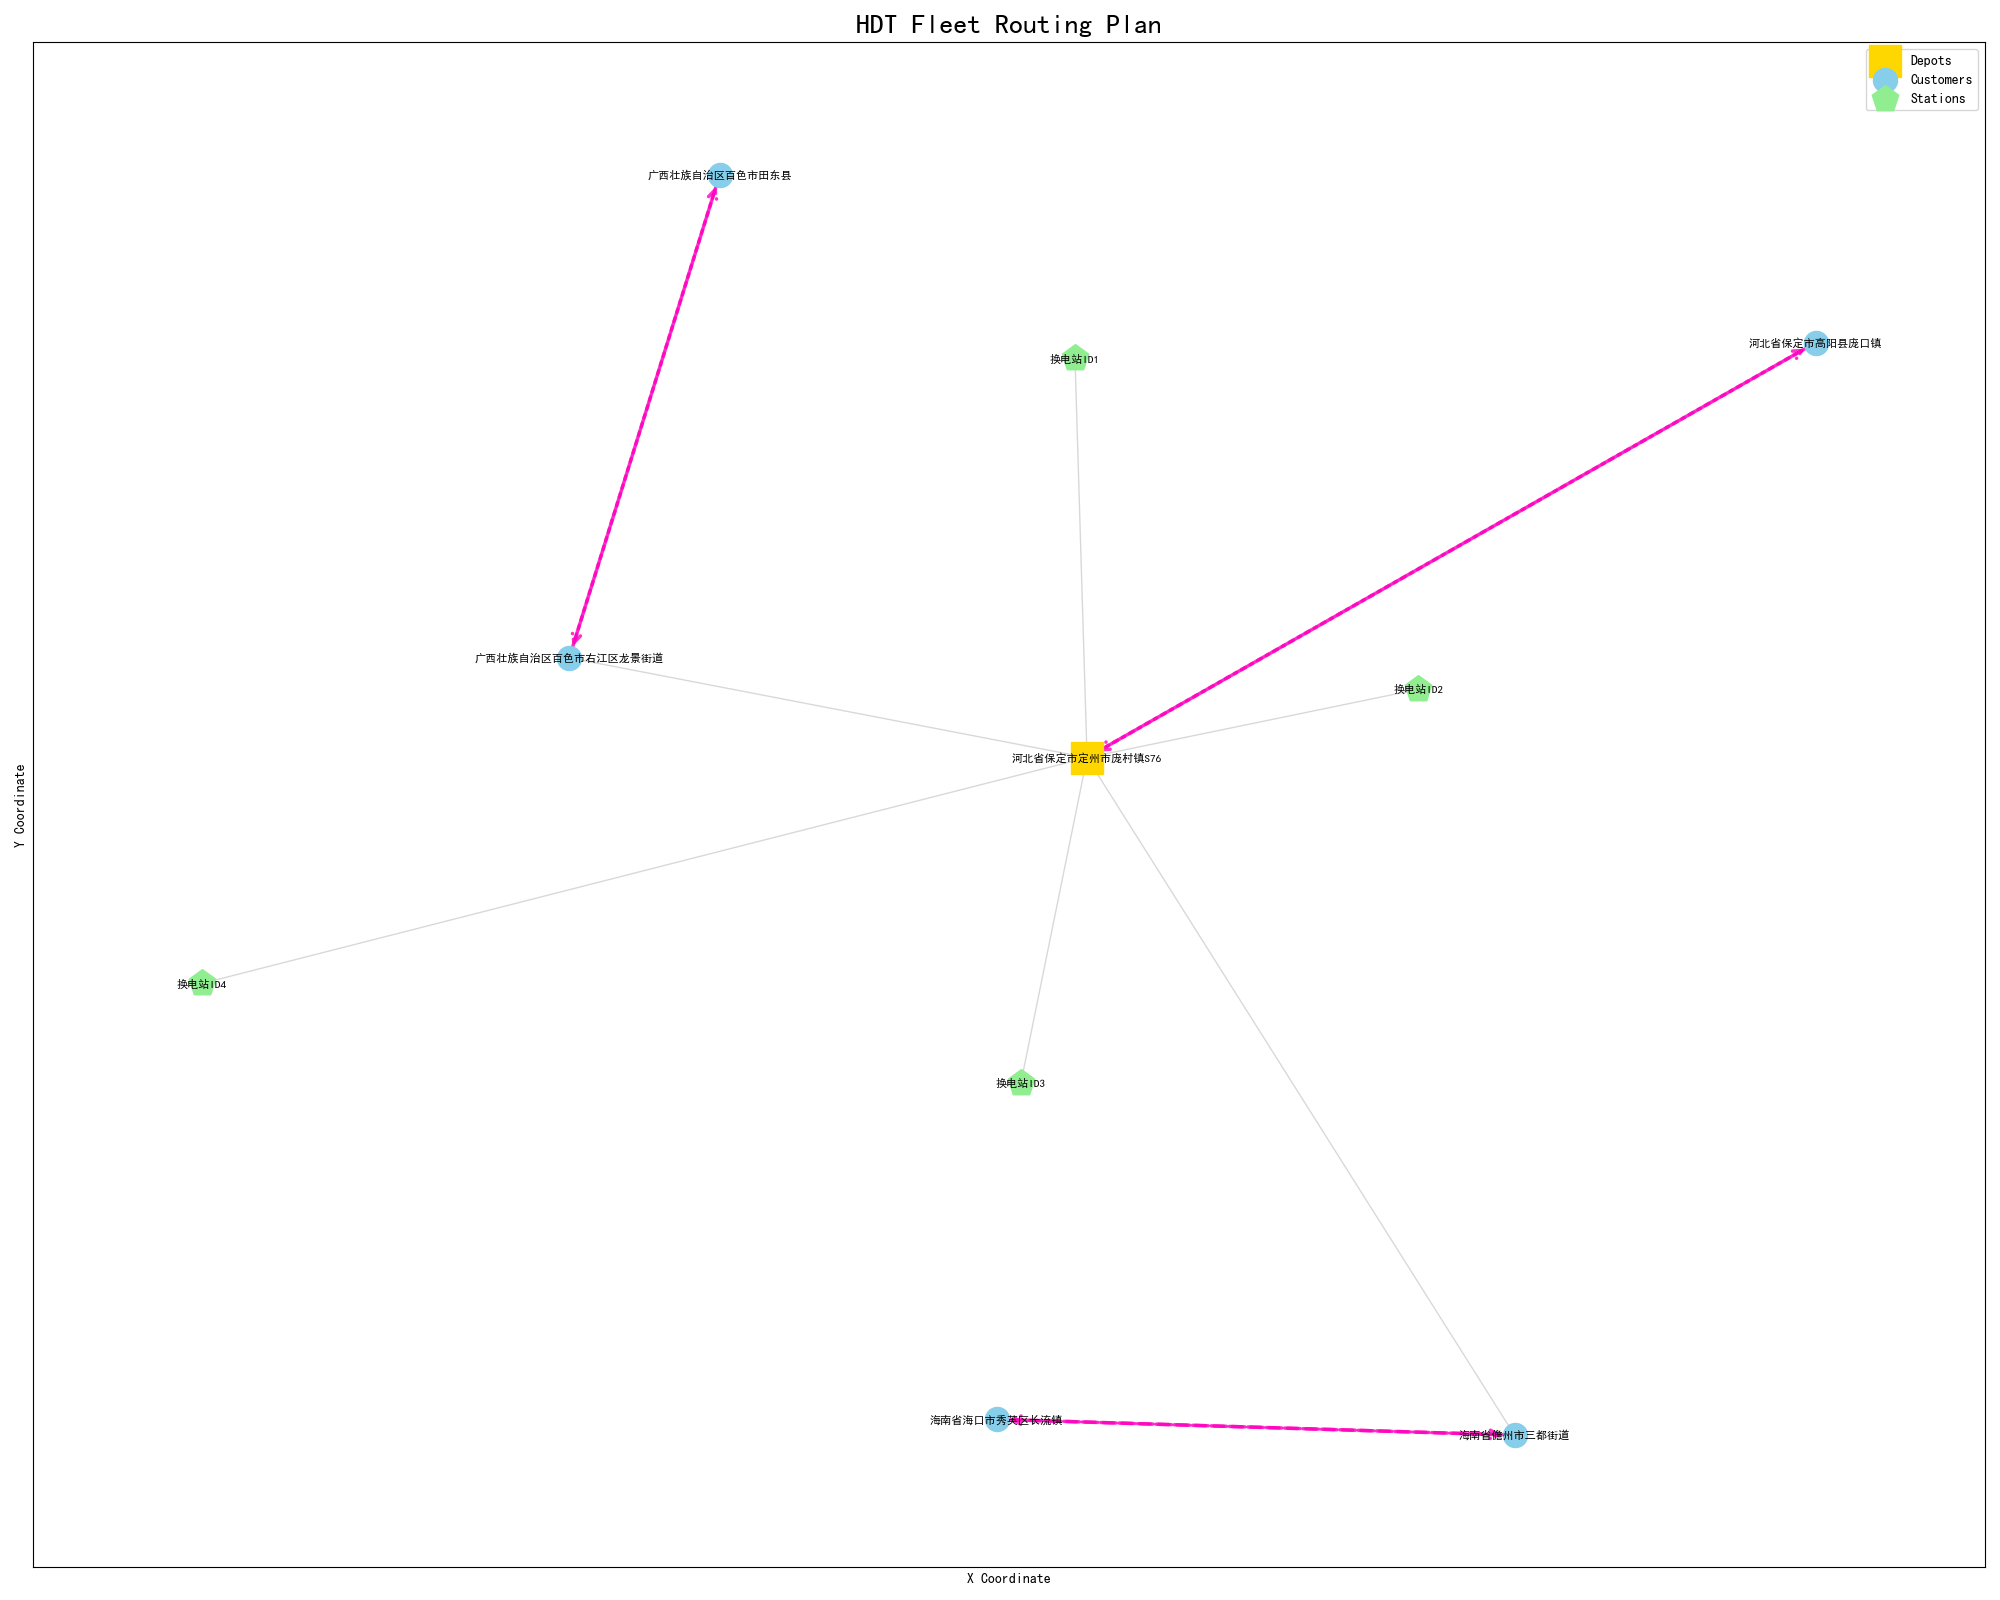 HDT Fleet Routing Plan
Depots
Customers
Stations
广西壮族自治区百色市田东县
河北省保定市高阳县庞口镇
换电站ID1
广西壮族自治区百色市右江区龙景街道
换电站ID2
河北省保定市定州市庞村镇S76
Y Coordinate
换电站ID4
换电站ID3
海南省海口市秀英区长流镇
海南省儋州市三都街道
X Coordinate